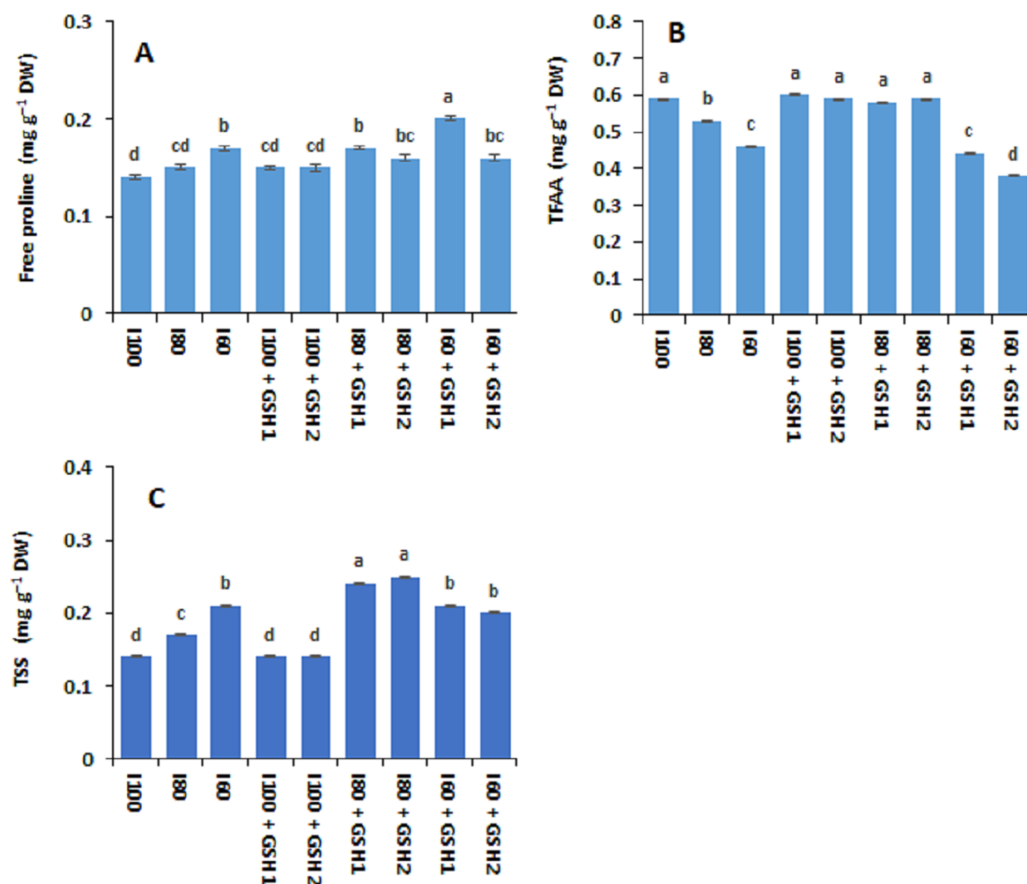 A
Free proline (mg g⁻¹ DW)
0.3
0.2
0.1
0
d
cd
b
cd
cd
b
bc
a
bc
I100
I80
I60
I100 + GSH1
I100 + GSH2
I80 + GSH1
I80 + GSH2
I60 + GSH1
I60 + GSH2
B
TFAA (mg g⁻¹ DW)
0.8
0.7
0.6
0.5
0.4
0.3
0.2
0.1
0
a
b
c
a
a
a
a
c
d
I100
I80
I60
I100 + GSH1
I100 + GSH2
I80 + GSH1
I80 + GSH2
I60 + GSH1
I60 + GSH2
C
TSS (mg g⁻¹ DW)
0.4
0.3
0.2
0.1
0
d
c
b
d
d
a
a
b
b
I100
I80
I60
I100 + GSH1
I100 + GSH2
I80 + GSH1
I80 + GSH2
I60 + GSH1
I60 + GSH2